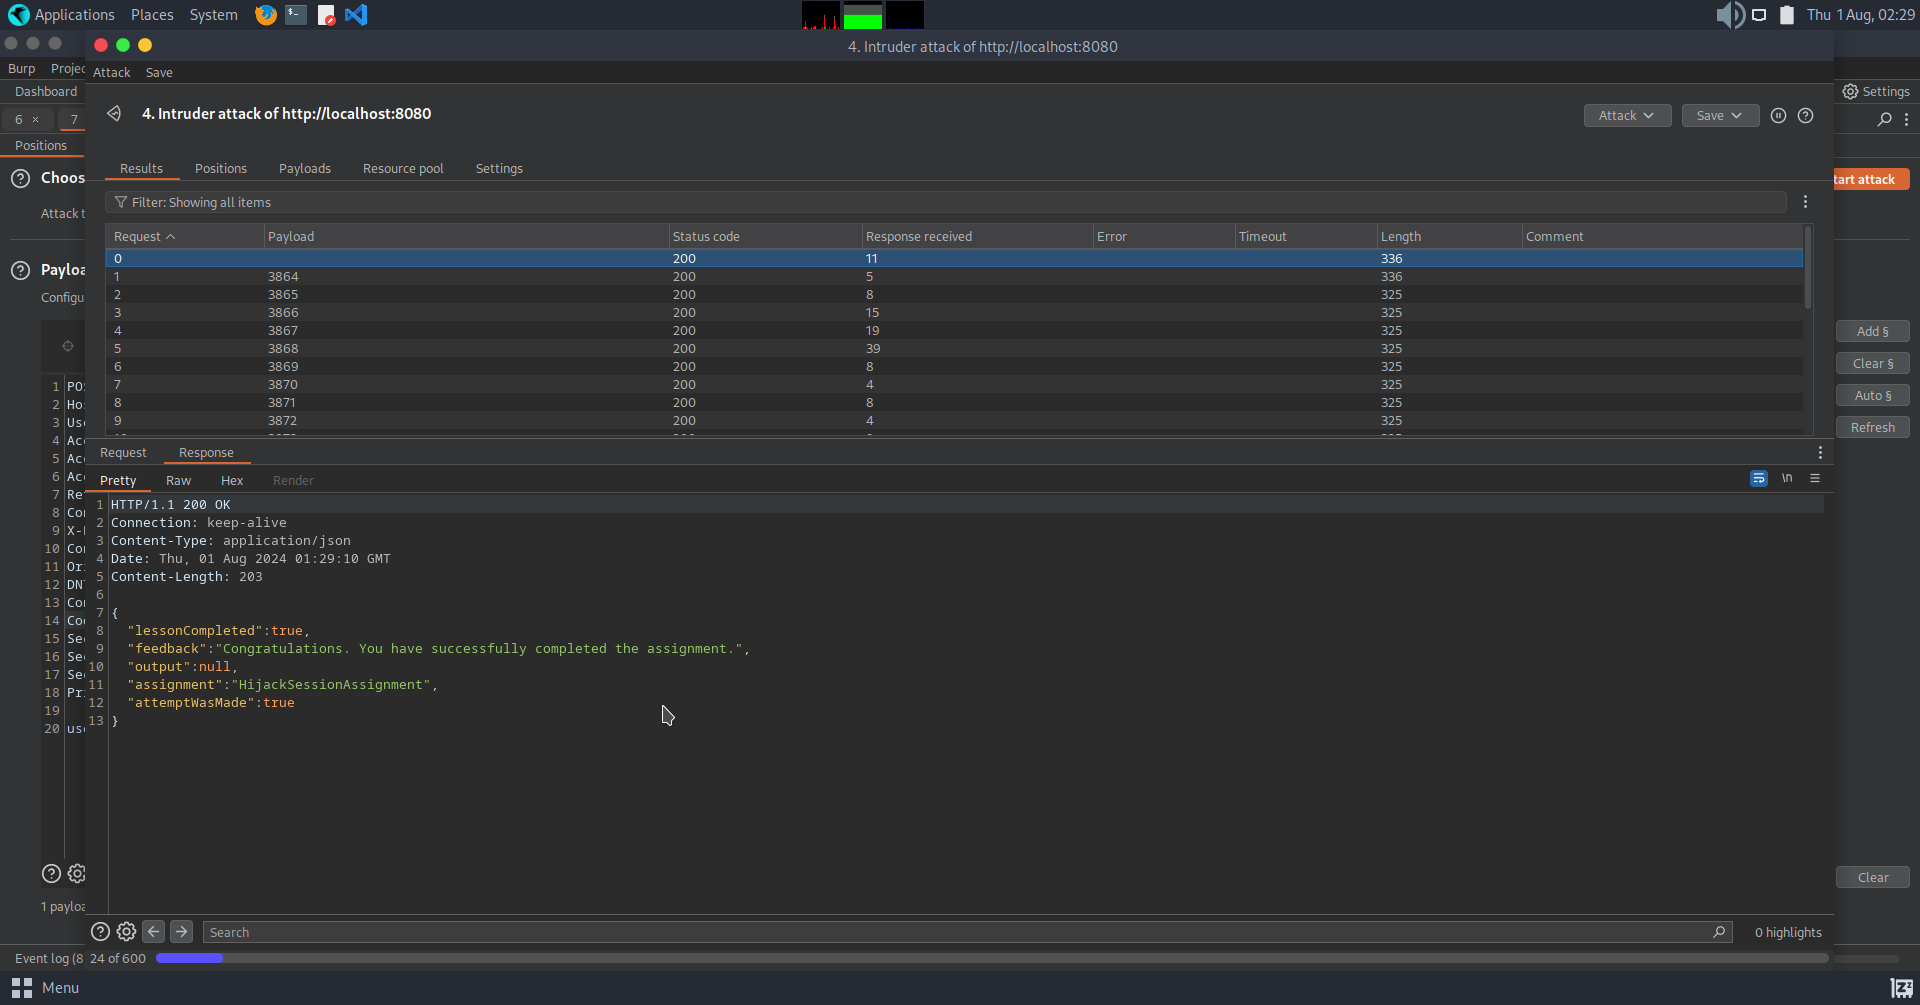 Applications Places System Thu 1 Aug, 02:29
4. Intruder attack of http://localhost:8080
Burp Projec
Attack Save
Dashboard Settings
6 × 7
4. Intruder attack of http://localhost:8080 Attack Save
Positions
Results Positions Payloads Resource pool Settings
Choos
tart attack
Filter: Showing all items
Attack t
Request Payload Status code Response received Error Timeout Length Comment
0 200 11 336
1 3864 200 5 336
2 3865 200 8 325
3 3866 200 15 325
4 3867 200 19 325
5 3868 200 39 325
6 3869 200 8 325
7 3870 200 4 325
8 3871 200 8 325
9 3872 200 4 325
Payloa
Configu
Add §
Clear §
Auto §
Refresh
1 PO
2 Ho
3 Use
4 Acc
5 Acc
6 Acc
7 Re
8 Con
9 X-
10 Con
11 Or
12 DN
13 Con
14 Coo
15 Se
16 Se
17 Se
18 Pr
19
20 use
Request Response
Pretty Raw Hex Render \n
1 HTTP/1.1 200 OK
2 Connection: keep-alive
3 Content-Type: application/json
4 Date: Thu, 01 Aug 2024 01:29:10 GMT
5 Content-Length: 203
6
7 {
8 "lessonCompleted":true,
9 "feedback":"Congratulations. You have successfully completed the assignment.",
10 "output":null,
11 "assignment":"HijackSessionAssignment",
12 "attemptWasMade":true
13 }
Clear
1 payloa
Search 0 highlights
Event log (8 24 of 600
Menu